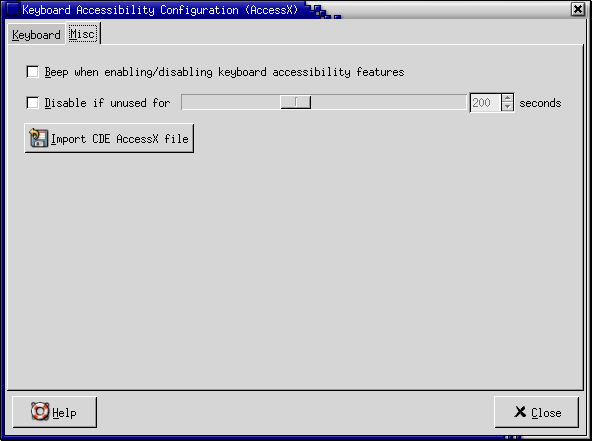 Keyboard Accessibility Configuration (AccessX)
Keyboard Misc
Beep when enabling/disabling keyboard accessibility features
Disable if unused for 200 seconds
Import CDE AccessX file
Help Close